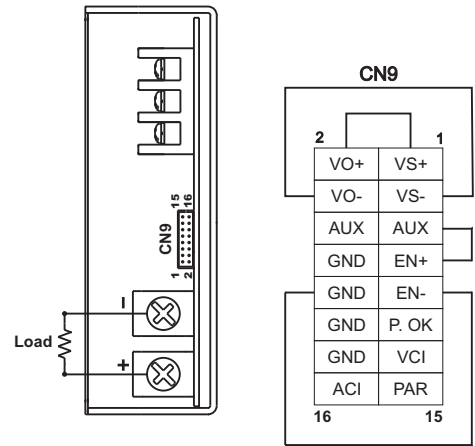 15
16
CN9
1
2
−
Load
+
CN9
2 1
VO+ VS+
VO- VS-
AUX AUX
GND EN+
GND EN-
GND P. OK
GND VCI
ACI PAR
16 15